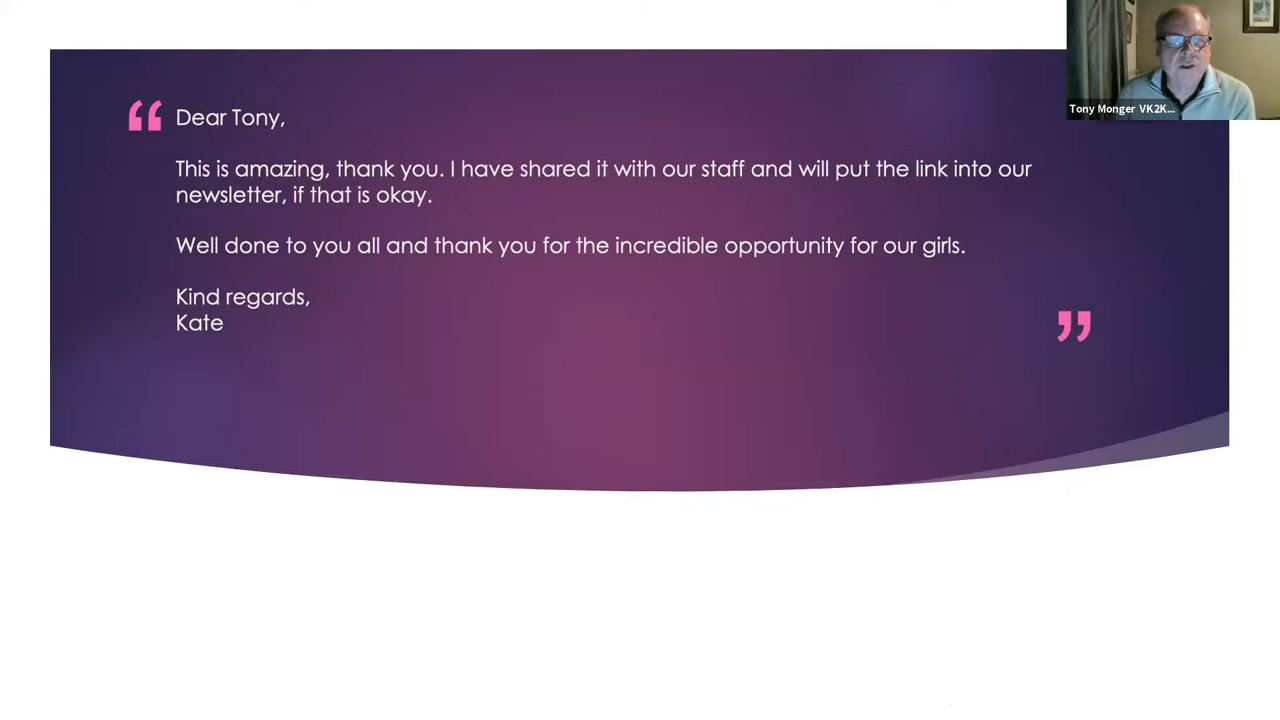 Tony Monger VK2K...
“ Dear Tony,
This is amazing, thank you. I have shared it with our staff and will put the link into our
newsletter, if that is okay.
Well done to you all and thank you for the incredible opportunity for our girls.
Kind regards,
Kate
”